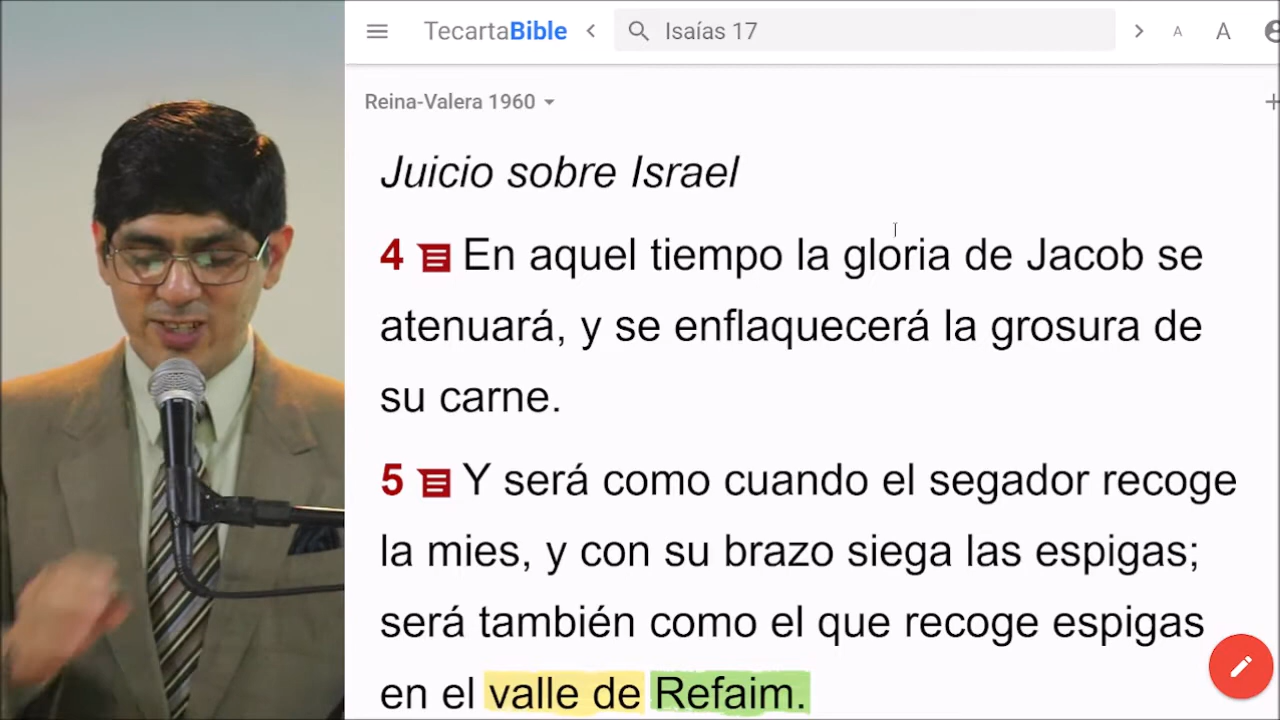 TecartaBible
Isaías 17
A A
Reina-Valera 1960
Juicio sobre Israel
4 En aquel tiempo la gloria de Jacob se
atenuará, y se enflaquecerá la grosura de
su carne.
5 Y será como cuando el segador recoge
la mies, y con su brazo siega las espigas;
será también como el que recoge espigas
en el valle de Refaim.